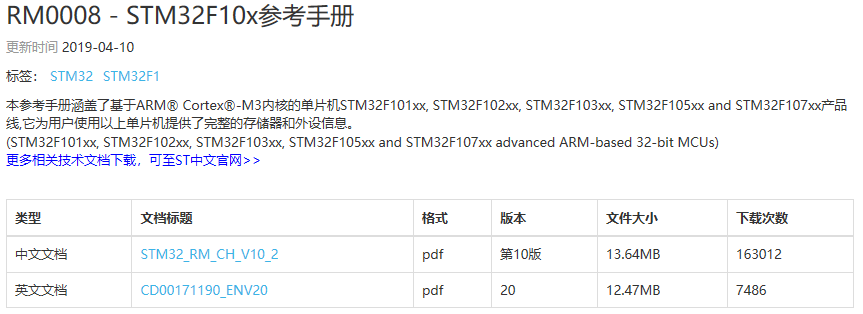 RM0008 - STM32F10x参考手册
更新时间 2019-04-10
标签： STM32 STM32F1
本参考手册涵盖了基于ARM® Cortex®-M3内核的单片机STM32F101xx, STM32F102xx, STM32F103xx, STM32F105xx and STM32F107xx产品
线,它为用户使用以上单片机提供了完整的存储器和外设信息。
(STM32F101xx, STM32F102xx, STM32F103xx, STM32F105xx and STM32F107xx advanced ARM-based 32-bit MCUs)
更多相关技术文档下载，可至ST中文官网>>
类型 文档标题 格式 版本 文件大小 下载次数
中文文档 STM32_RM_CH_V10_2 pdf 第10版 13.64MB 163012
英文文档 CD00171190_ENV20 pdf 20 12.47MB 7486